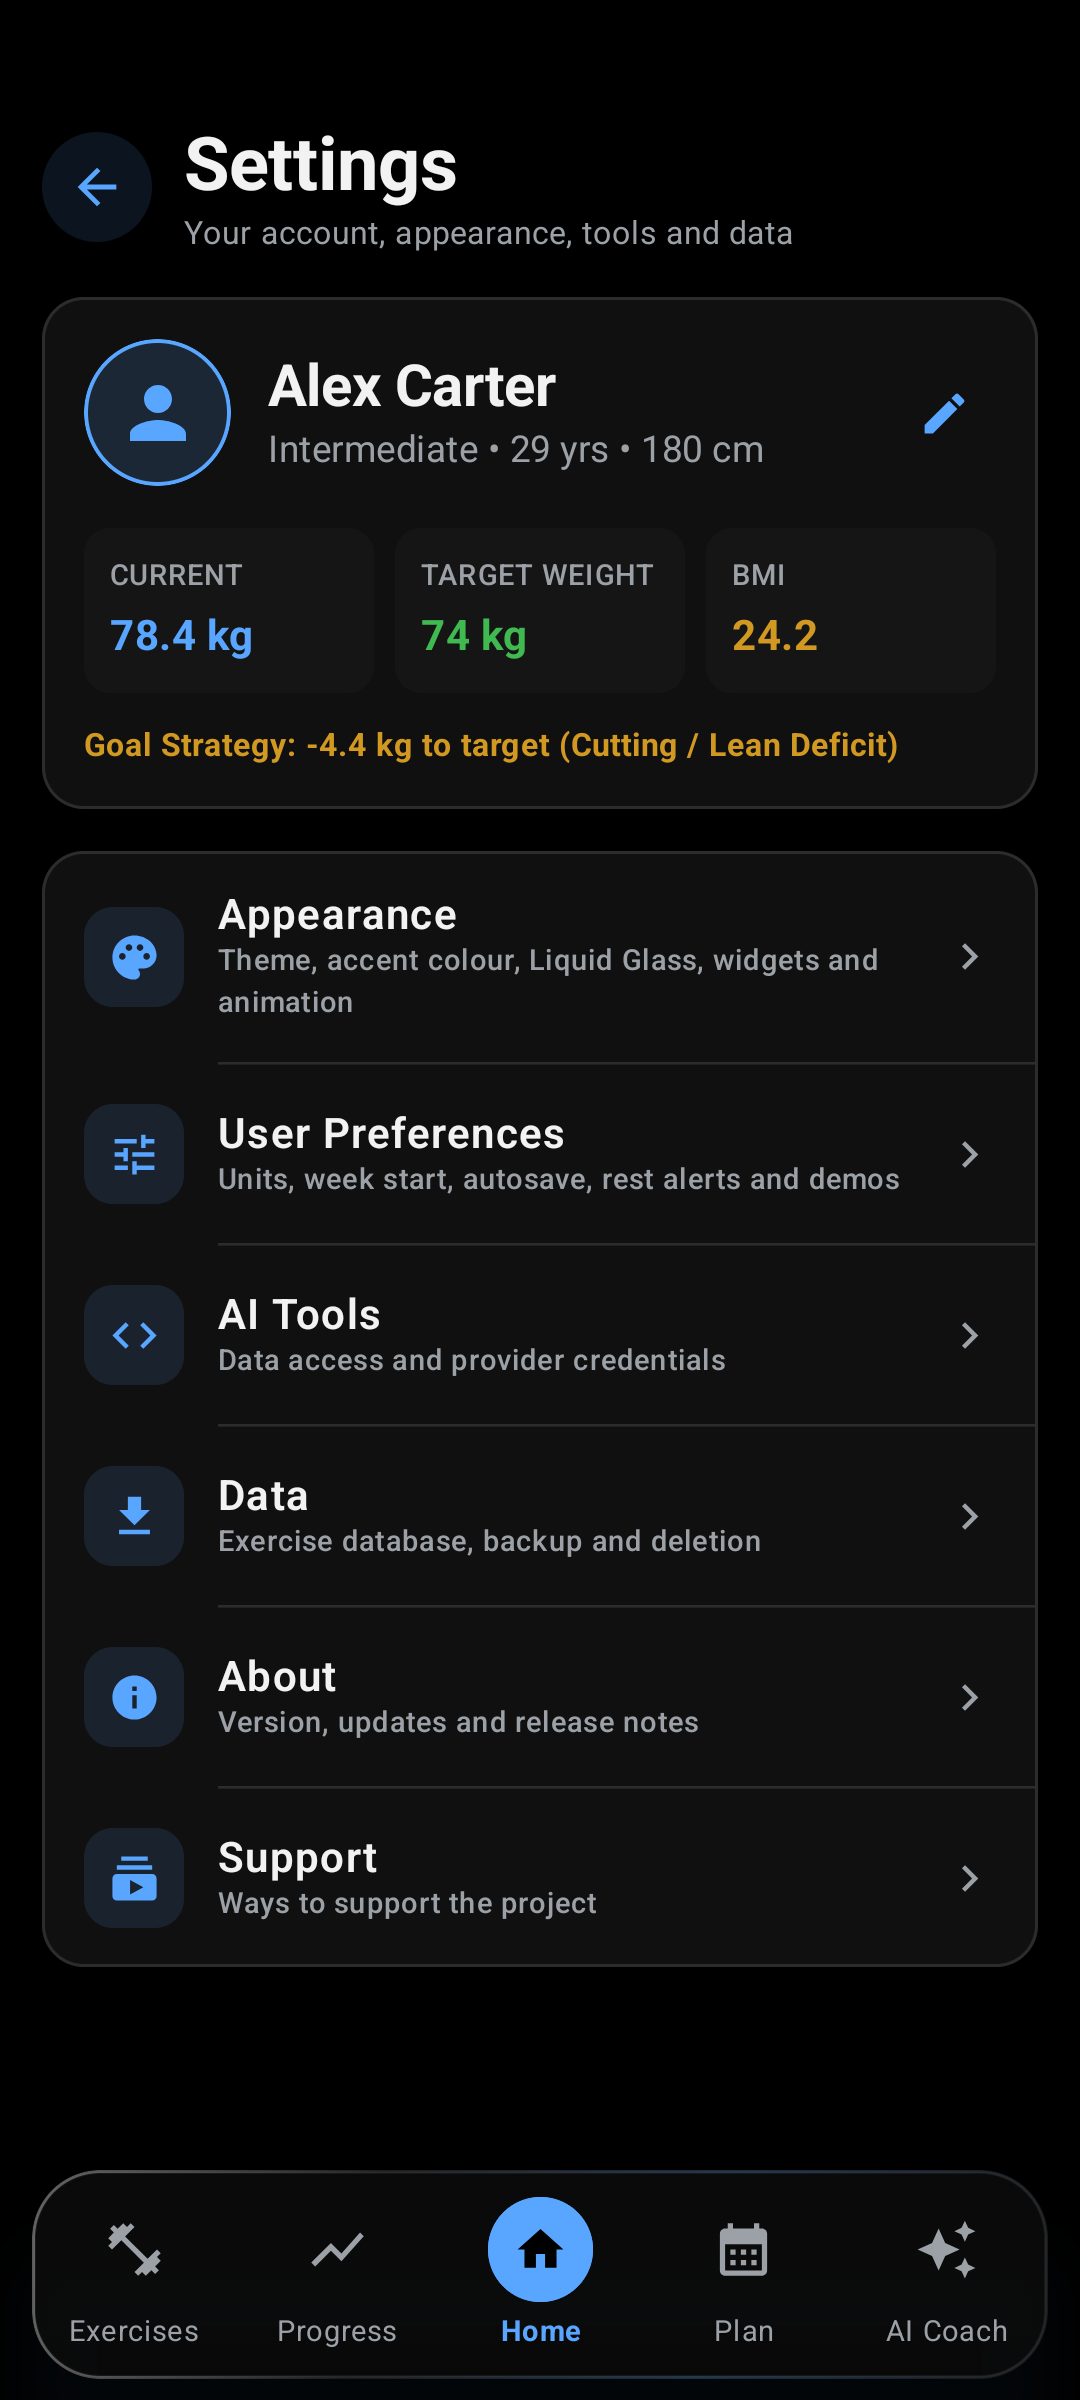 Settings
Your account, appearance, tools and data
Alex Carter
Intermediate • 29 yrs • 180 cm
CURRENT
78.4 kg
TARGET WEIGHT
74 kg
BMI
24.2
Goal Strategy: -4.4 kg to target (Cutting / Lean Deficit)
Appearance
Theme, accent colour, Liquid Glass, widgets and
animation
User Preferences
Units, week start, autosave, rest alerts and demos
AI Tools
Data access and provider credentials
Data
Exercise database, backup and deletion
About
Version, updates and release notes
Support
Ways to support the project
Exercises
Progress
Home
Plan
AI Coach